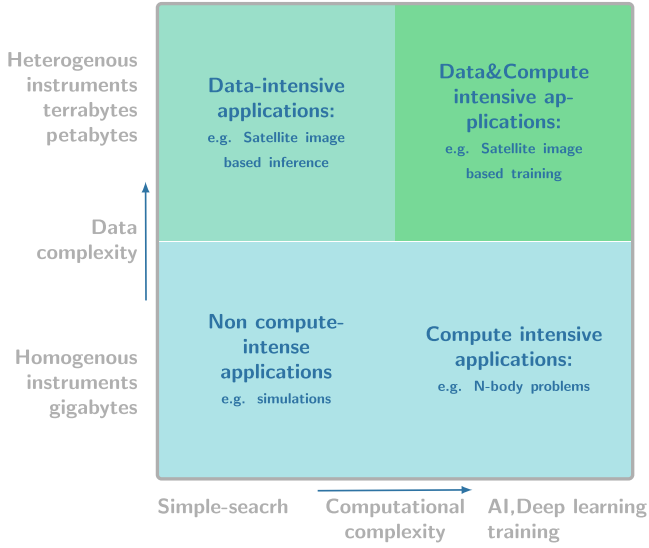 Heterogenous
instruments
terrabytes
petabytes
Data-intensive
applications:
e.g. Satellite image
based inference
Data&Compute
intensive ap-
plications:
e.g. Satellite image
based training
Data
complexity
Homogenous
instruments
gigabytes
Non compute-
intense
applications
e.g. simulations
Compute intensive
applications:
e.g. N-body problems
Simple-seacrh
Computational
complexity
AI,Deep learning
training